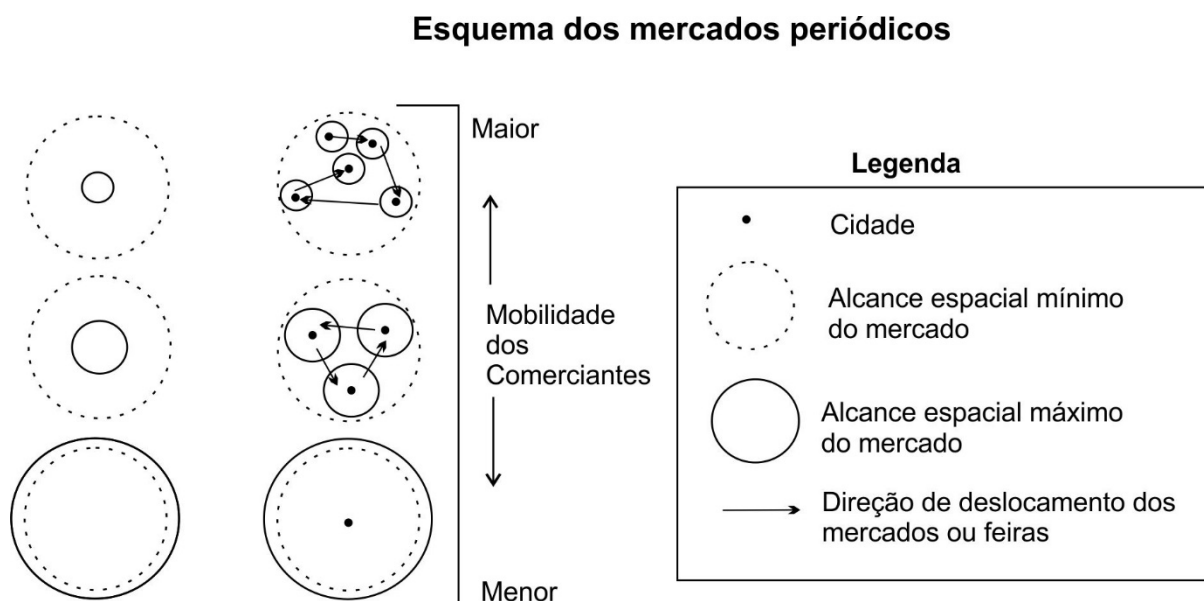 Esquema dos mercados periódicos
Maior
Mobilidade
dos
Comerciantes
Menor
Legenda
Cidade
Alcance espacial mínimo
do mercado
Alcance espacial máximo
do mercado
Direção de deslocamento dos
mercados ou feiras